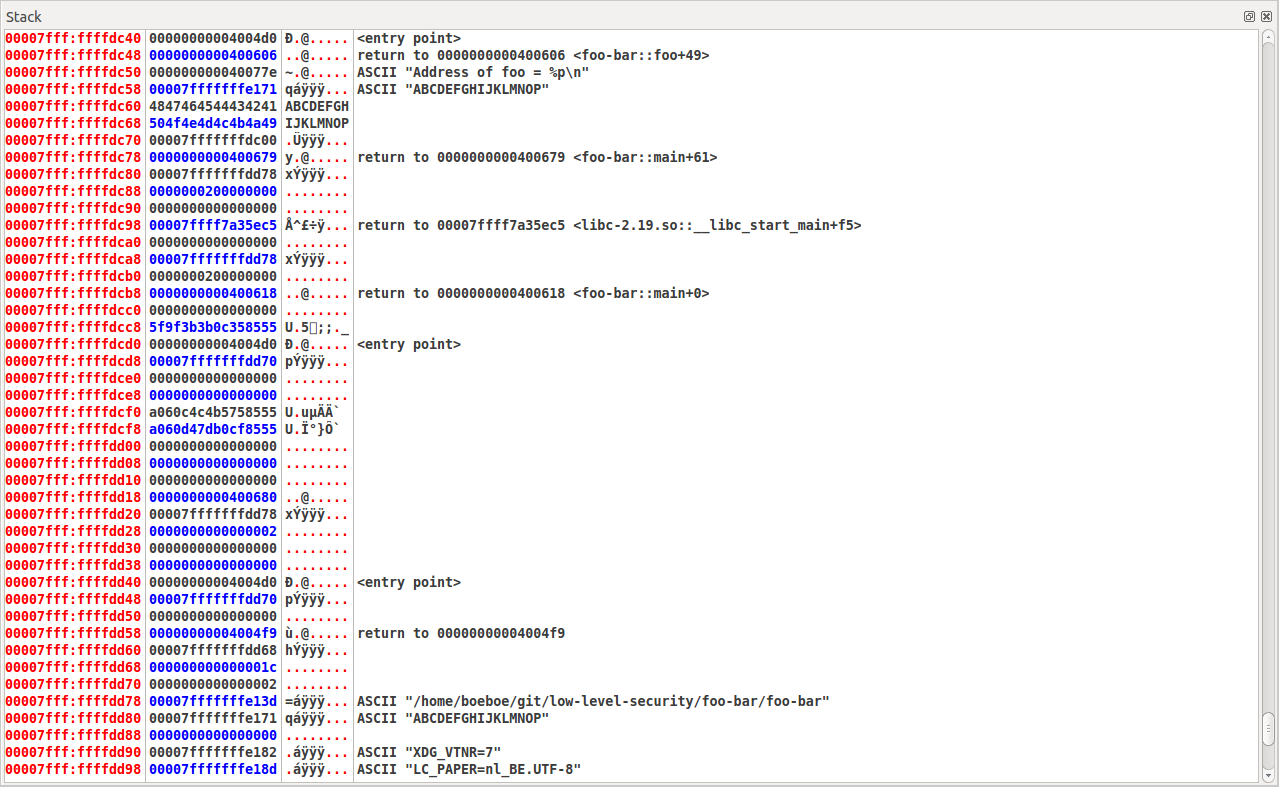 Stack
00007fff:ffffdc40 00000000004004d0 Ð.@..... <entry point>
00007fff:ffffdc48 0000000000400606 ..@..... return to 0000000000400606 <foo-bar::foo+49>
00007fff:ffffdc50 000000000040077e ~.@..... ASCII "Address of foo = %p\n"
00007fff:ffffdc58 00007fffffffe171 qáÿÿÿ... ASCII "ABCDEFGHIJKLMNOP"
00007fff:ffffdc60 4847464544434241 ABCDEFGH
00007fff:ffffdc68 504f4e4d4c4b4a49 IJKLMNOP
00007fff:ffffdc70 00007fffffffdc00 .Üÿÿÿ...
00007fff:ffffdc78 0000000000400679 y.@..... return to 0000000000400679 <foo-bar::main+61>
00007fff:ffffdc80 00007fffffffdd78 xÝÿÿÿ...
00007fff:ffffdc88 0000000200000000 ........
00007fff:ffffdc90 0000000000000000 ........
00007fff:ffffdc98 00007ffff7a35ec5 Å^£÷ÿ... return to 00007ffff7a35ec5 <libc-2.19.so::__libc_start_main+f5>
00007fff:ffffdca0 0000000000000000 ........
00007fff:ffffdca8 00007fffffffdd78 xÝÿÿÿ...
00007fff:ffffdcb0 0000000200000000 ........
00007fff:ffffdcb8 0000000000400618 ..@..... return to 0000000000400618 <foo-bar::main+0>
00007fff:ffffdcc0 0000000000000000 ........
00007fff:ffffdcc8 5f9f3b3b0c358555 U.5▯;;._
00007fff:ffffdcd0 00000000004004d0 Ð.@..... <entry point>
00007fff:ffffdcd8 00007fffffffdd70 pÝÿÿÿ...
00007fff:ffffdce0 0000000000000000 ........
00007fff:ffffdce8 0000000000000000 ........
00007fff:ffffdcf0 a060c4c4b5758555 U.uµÄÄ`
00007fff:ffffdcf8 a060d47db0cf8555 U.Ï°}Ô`
00007fff:ffffdd00 0000000000000000 ........
00007fff:ffffdd08 0000000000000000 ........
00007fff:ffffdd10 0000000000000000 ........
00007fff:ffffdd18 0000000000400680 ..@.....
00007fff:ffffdd20 00007fffffffdd78 xÝÿÿÿ...
00007fff:ffffdd28 0000000000000002 ........
00007fff:ffffdd30 0000000000000000 ........
00007fff:ffffdd38 0000000000000000 ........
00007fff:ffffdd40 00000000004004d0 Ð.@..... <entry point>
00007fff:ffffdd48 00007fffffffdd70 pÝÿÿÿ...
00007fff:ffffdd50 0000000000000000 ........
00007fff:ffffdd58 00000000004004f9 ù.@..... return to 00000000004004f9
00007fff:ffffdd60 00007fffffffdd68 hÝÿÿÿ...
00007fff:ffffdd68 000000000000001c ........
00007fff:ffffdd70 0000000000000002 ........
00007fff:ffffdd78 00007fffffffe13d =áÿÿÿ... ASCII "/home/boeboe/git/low-level-security/foo-bar/foo-bar"
00007fff:ffffdd80 00007fffffffe171 qáÿÿÿ... ASCII "ABCDEFGHIJKLMNOP"
00007fff:ffffdd88 0000000000000000 ........
00007fff:ffffdd90 00007fffffffe182 .áÿÿÿ... ASCII "XDG_VTNR=7"
00007fff:ffffdd98 00007fffffffe18d .áÿÿÿ... ASCII "LC_PAPER=nl_BE.UTF-8"